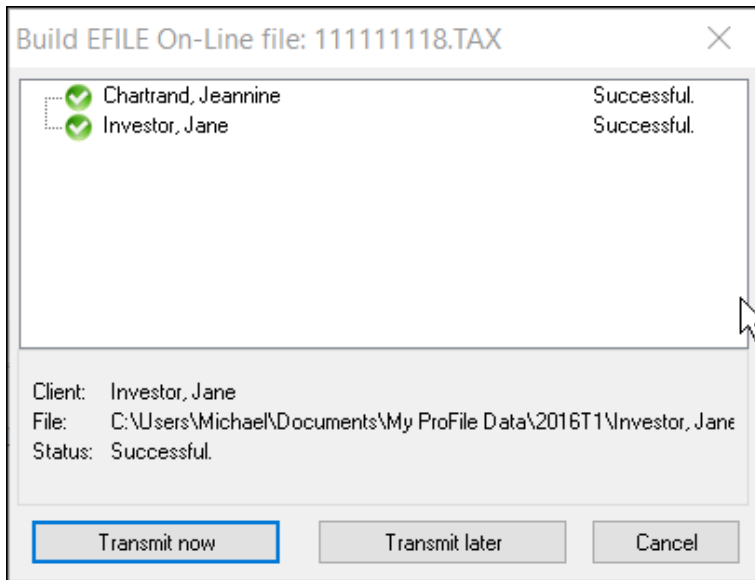 Build EFILE On-Line file: 111111118.TAX
Chartrand, Jeannine Successful.
Investor, Jane Successful.
Client: Investor, Jane
File: C:\Users\Michael\Documents\My ProFile Data\2016T1\Investor, Jane
Status: Successful.
Transmit now Transmit later Cancel